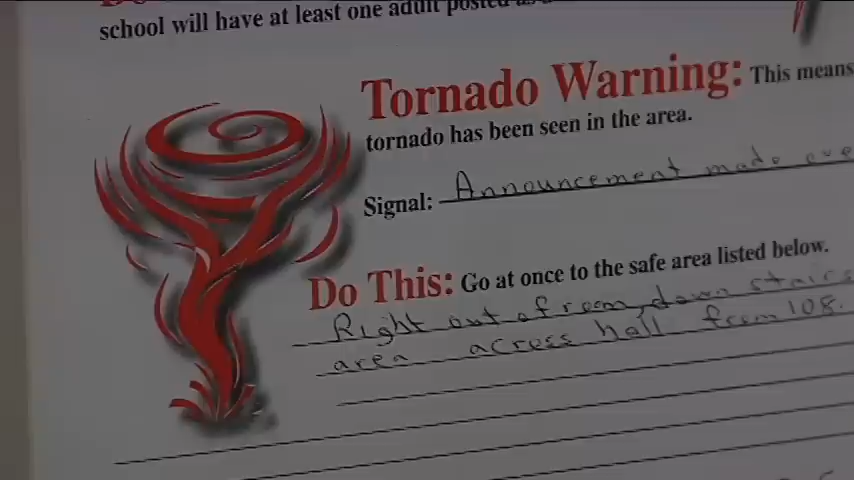 school will have at least one adult posted
Tornado Warning: This means
tornado has been seen in the area.
Signal: Announcement made ove
Do This: Go at once to the safe area listed below.
Right out of room, down stairs
area across hall from 108.